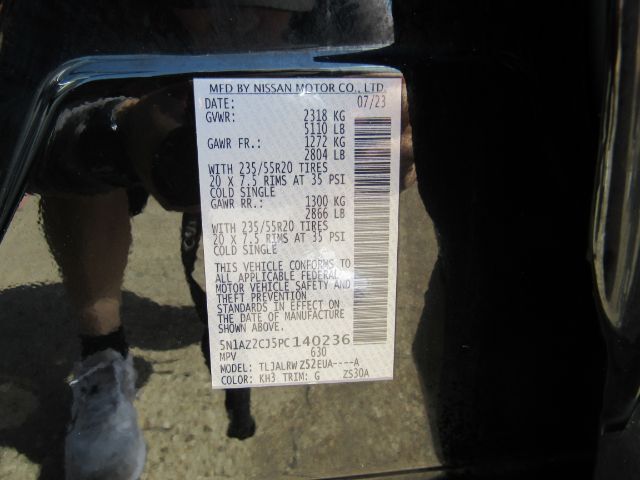 MFD BY NISSAN MOTOR CO., LTD.
DATE: 07/23
GVWR: 2318 KG
5110 LB
GAWR FR.: 1272 KG
2804 LB
WITH 235/55R20 TIRES
20 X 7.5 RIMS AT 35 PSI
COLD SINGLE
GAWR RR.: 1300 KG
2866 LB
WITH 235/55R20 TIRES
20 X 7.5 RIMS AT 35 PSI
COLD SINGLE
THIS VEHICLE CONFORMS TO
ALL APPLICABLE FEDERAL
MOTOR VEHICLE SAFETY AND
THEFT PREVENTION
STANDARDS IN EFFECT ON
THE DATE OF MANUFACTURE
SHOWN ABOVE.
5N1AZ2CJ5PC140236
MPV 630
MODEL: TLJALRWZ52EUA----A
COLOR: KH3 TRIM: G ZS30A